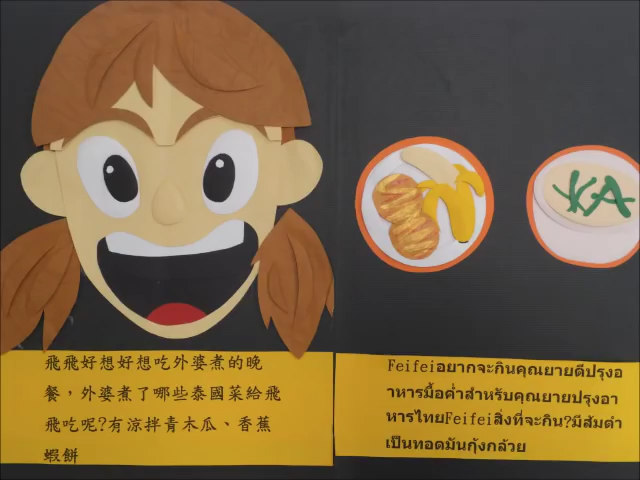 KA
飛飛好想好想吃外婆煮的晚
餐，外婆煮了哪些泰國菜給飛
飛吃呢?有涼拌青木瓜、香蕉
蝦餅
Feifeiอยากจะกินคุณยายดีปรุงอ
าหารมื้อค่ำสำหรับคุณยายปรุงอา
หารไทยFeifeiสิ่งที่จะกิน?มีส้มตำ
เป็นทอดมันกุ้งกล้วย